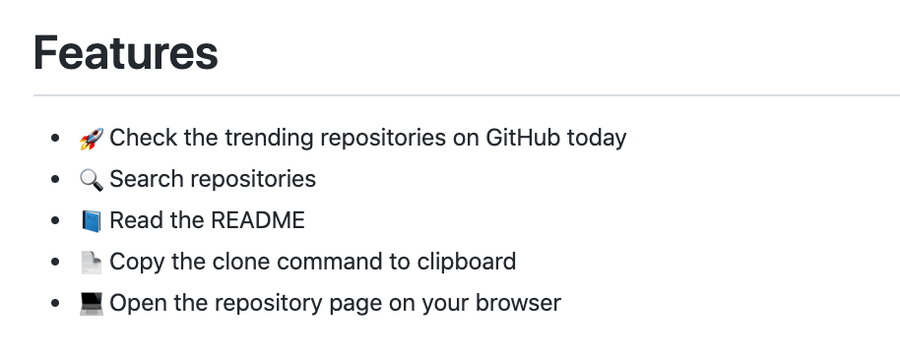 Features
• 🚀 Check the trending repositories on GitHub today
• 🔍 Search repositories
• 📘 Read the README
• 📄 Copy the clone command to clipboard
• 💻 Open the repository page on your browser